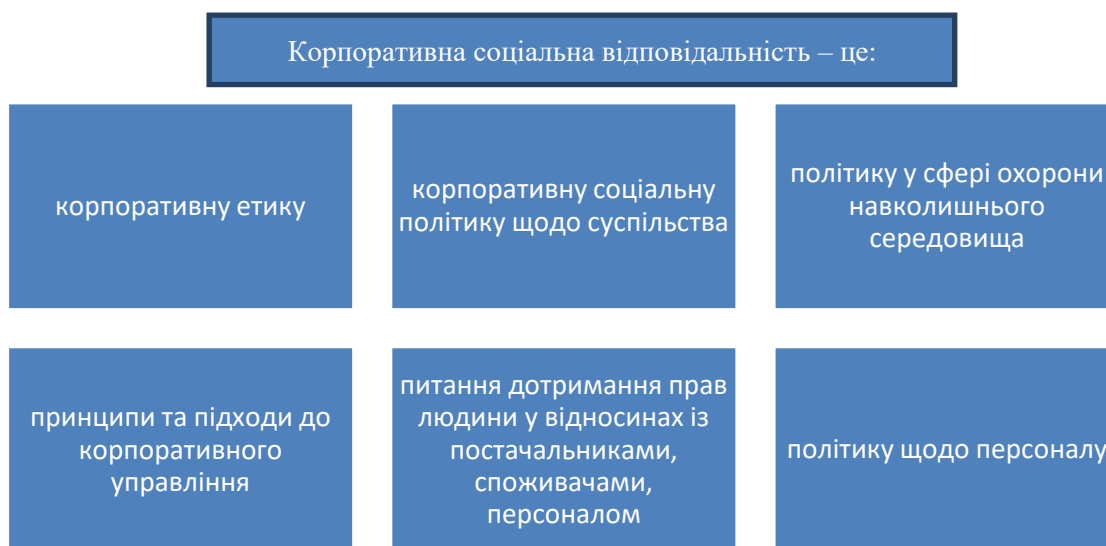 Корпоративна соціальна відповідальність – це:
корпоративну етику
корпоративну соціальну
політику щодо суспільства
політику у сфері охорони
навколишнього
середовища
принципи та підходи до
корпоративного
управління
питання дотримання прав
людини у відносинах із
постачальниками,
споживачами,
персоналом
політику щодо персоналу